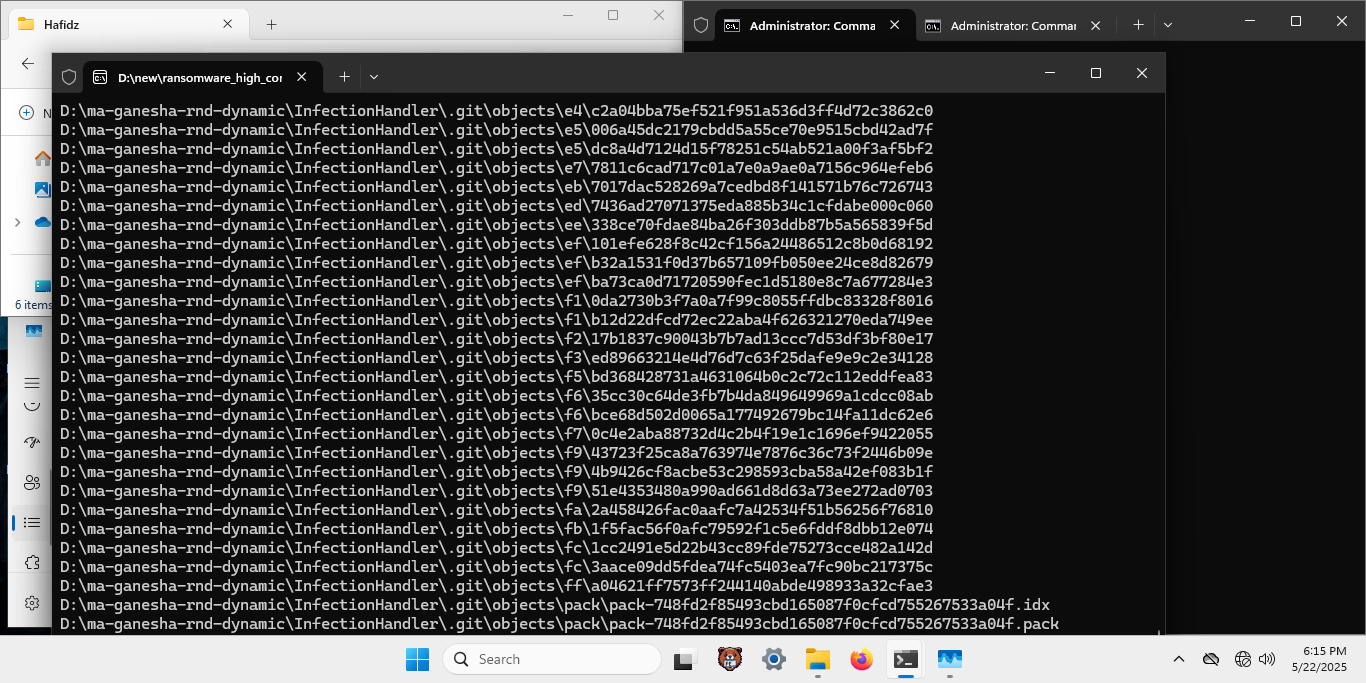 Hafidz
Administrator: Comma
Administrator: Comman
D:\new\ransomware_high_cor
N
D:\ma-ganesha-rnd-dynamic\InfectionHandler\.git\objects\e4\c2a04bba75ef521f951a536d3ff4d72c3862c0
D:\ma-ganesha-rnd-dynamic\InfectionHandler\.git\objects\e5\006a45dc2179cbdd5a55ce70e9515cbd42ad7f
D:\ma-ganesha-rnd-dynamic\InfectionHandler\.git\objects\e5\dc8a4d7124d15f78251c54ab521a00f3af5bf2
D:\ma-ganesha-rnd-dynamic\InfectionHandler\.git\objects\e7\7811c6cad717c01a7e0a9ae0a7156c964efeb6
D:\ma-ganesha-rnd-dynamic\InfectionHandler\.git\objects\eb\7017dac528269a7cedbd8f141571b76c726743
D:\ma-ganesha-rnd-dynamic\InfectionHandler\.git\objects\ed\7436ad27071375eda885b34c1cfdabe000c060
D:\ma-ganesha-rnd-dynamic\InfectionHandler\.git\objects\ee\338ce70fdae84ba26f303ddb87b5a565839f5d
D:\ma-ganesha-rnd-dynamic\InfectionHandler\.git\objects\ef\101efe628f8c42cf156a24486512c8b0d68192
D:\ma-ganesha-rnd-dynamic\InfectionHandler\.git\objects\ef\b32a1531f0d37b657109fb050ee24ce8d82679
D:\ma-ganesha-rnd-dynamic\InfectionHandler\.git\objects\ef\ba73ca0d71720590fec1d5180e8c7a677284e3
D:\ma-ganesha-rnd-dynamic\InfectionHandler\.git\objects\f1\0da2730b3f7a0a7f99c8055ffdbc83328f8016
D:\ma-ganesha-rnd-dynamic\InfectionHandler\.git\objects\f1\b12d22dfcd72ec22aba4f626321270eda749ee
D:\ma-ganesha-rnd-dynamic\InfectionHandler\.git\objects\f2\17b1837c90043b7b7ad13ccc7d53df3bf80e17
D:\ma-ganesha-rnd-dynamic\InfectionHandler\.git\objects\f3\ed89663214e4d76d7c63f25dafe9e9c2e34128
D:\ma-ganesha-rnd-dynamic\InfectionHandler\.git\objects\f5\bd368428731a4631064b0c2c72c112eddfea83
D:\ma-ganesha-rnd-dynamic\InfectionHandler\.git\objects\f6\35cc30c64de3fb7b4da849649969a1cdcc08ab
D:\ma-ganesha-rnd-dynamic\InfectionHandler\.git\objects\f6\bce68d502d0065a177492679bc14fa11dc62e6
D:\ma-ganesha-rnd-dynamic\InfectionHandler\.git\objects\f7\0c4e2aba88732d4c2b4f19e1c1696ef9422055
D:\ma-ganesha-rnd-dynamic\InfectionHandler\.git\objects\f9\43723f25ca8a763974e7876c36c73f2446b09e
D:\ma-ganesha-rnd-dynamic\InfectionHandler\.git\objects\f9\4b9426cf8acbe53c298593cba58a42ef083b1f
D:\ma-ganesha-rnd-dynamic\InfectionHandler\.git\objects\f9\51e4353480a990ad661d8d63a73ee272ad0703
D:\ma-ganesha-rnd-dynamic\InfectionHandler\.git\objects\fa\2a458426fac0aafc7a42534f51b56256f76810
D:\ma-ganesha-rnd-dynamic\InfectionHandler\.git\objects\fb\1f5fac56f0afc79592f1c5e6fddf8dbb12e074
D:\ma-ganesha-rnd-dynamic\InfectionHandler\.git\objects\fc\1cc2491e5d22b43cc89fde75273cce482a142d
D:\ma-ganesha-rnd-dynamic\InfectionHandler\.git\objects\fc\3aace09dd5fdea74fc5403ea7fc90bc217375c
D:\ma-ganesha-rnd-dynamic\InfectionHandler\.git\objects\ff\a04621ff7573ff244140abde498933a32cfae3
D:\ma-ganesha-rnd-dynamic\InfectionHandler\.git\objects\pack\pack-748fd2f85493cbd165087f0cfcd755267533a04f.idx
D:\ma-ganesha-rnd-dynamic\InfectionHandler\.git\objects\pack\pack-748fd2f85493cbd165087f0cfcd755267533a04f.pack
6 items
Search
6:15 PM
5/22/2025